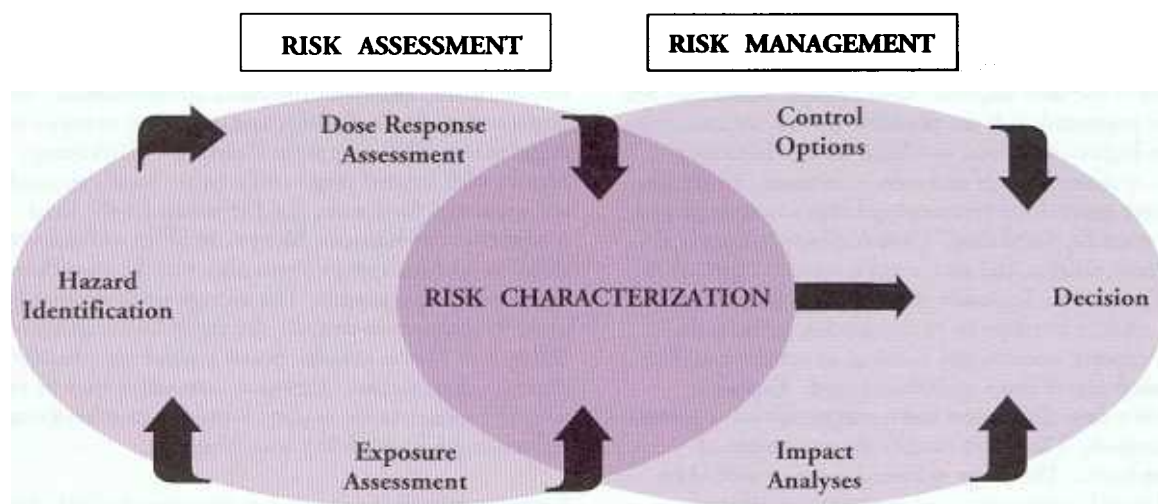 RISK ASSESSMENT
RISK MANAGEMENT
Dose Response
Assessment
Control
Options
Hazard
Identification
RISK CHARACTERIZATION
Decision
Exposure
Assessment
Impact
Analyses